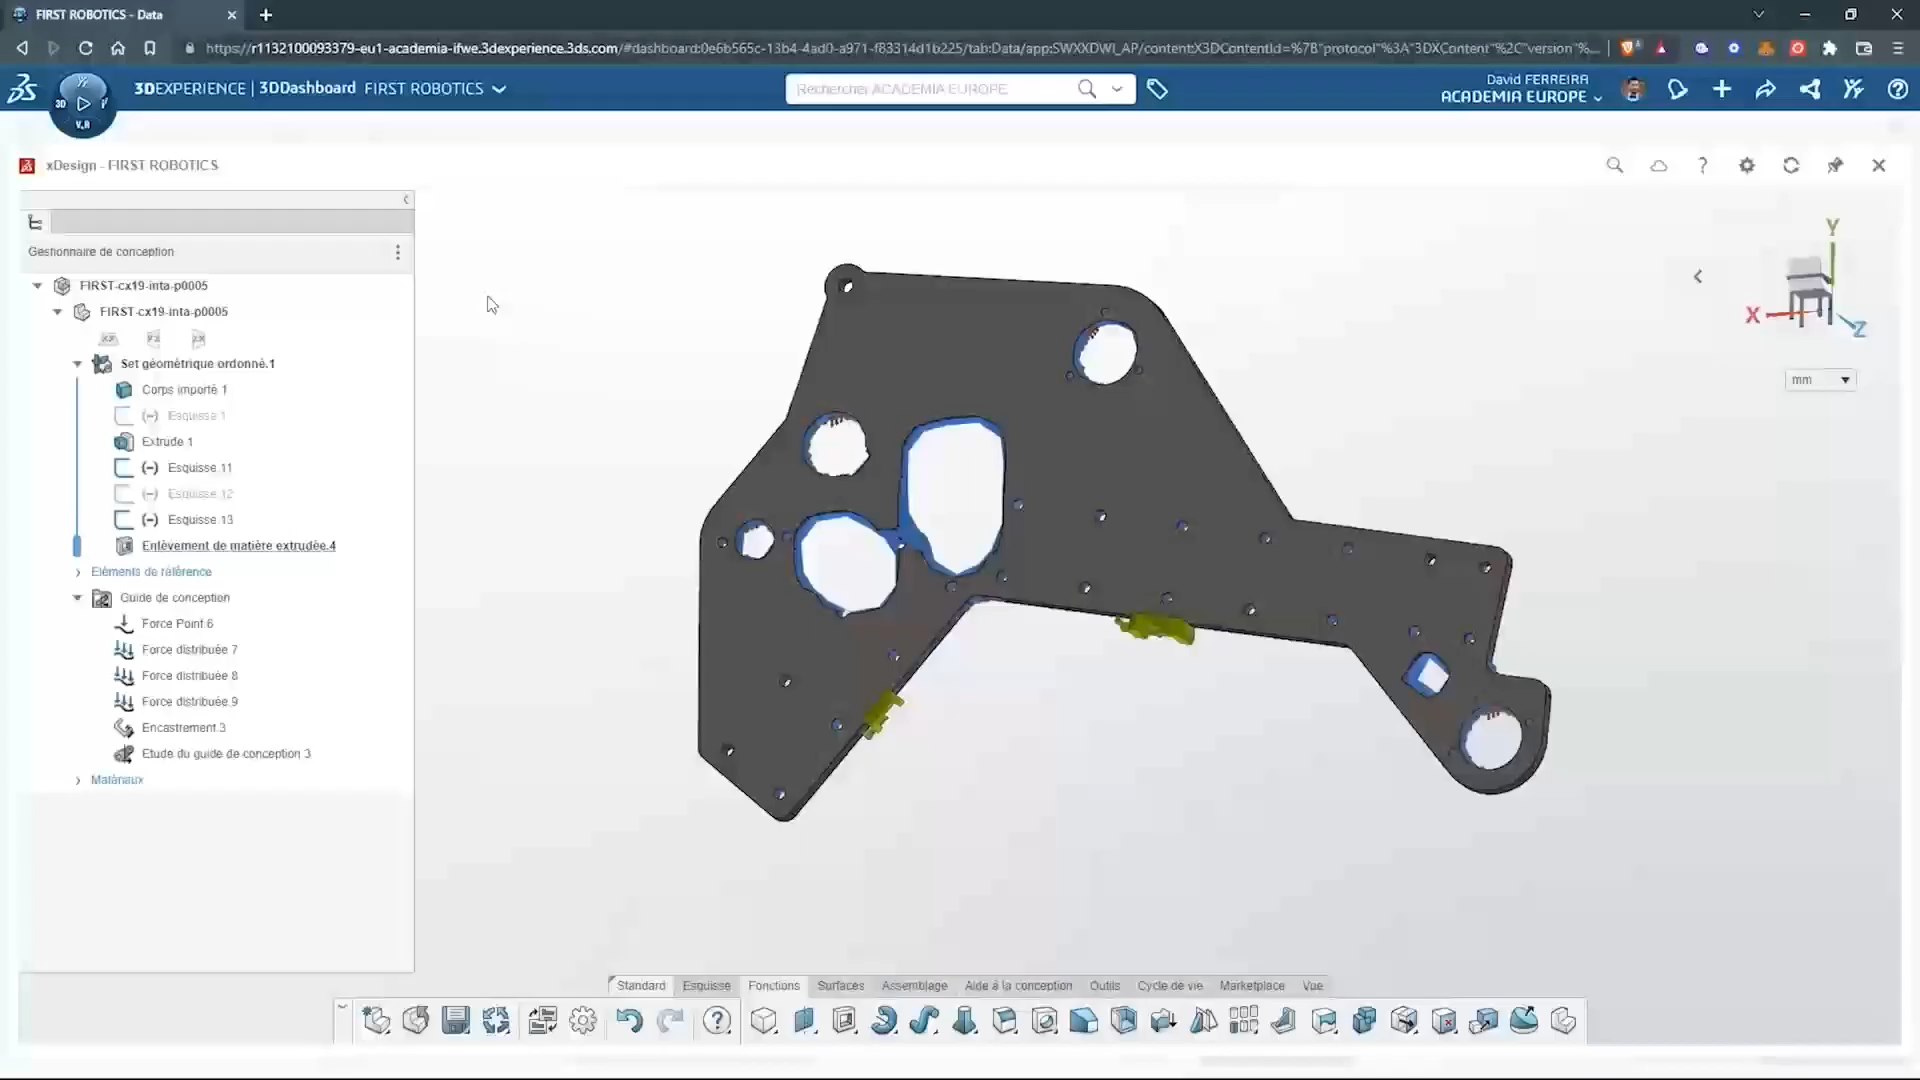 FIRST ROBOTICS - Data
https://r1132100093379-eu1-academia-ifwe.3dexperience.3ds.com/#dashboard:0e6b565c-13b4-4ad0-a971-f83314d1b225/tab:Data/app:SWXXDWI_AP/content:X3DContentId=%7B"protocol"%3A"3DXContent"%2C"version"%...
3DEXPERIENCE | 3DDashboard FIRST ROBOTICS
Rechercher ACADEMIA EUROPE
David FERREIRA
ACADEMIA EUROPE
3D
V,R
xDesign - FIRST ROBOTICS
Gestionnaire de conception
FIRST-cx19-inta-p0005
FIRST-cx19-inta-p0005
Set géométrique ordonné.1
Corps importé 1
(-) Esquisse 1
Extrude 1
(-) Esquisse.11
(-) Esquisse.12
(-) Esquisse.13
Enlèvement de matière extrudée.4
Eléments de référence
Guide de conception
Force Point 6
Force distribuée 7
Force distribuée 8
Force distribuée.9
Encastrement.3
Etude du guide de conception 3
Matériaux
Y
X
Z
mm
Standard
Esquisse
Fonctions
Surfaces
Assemblage
Aide à la conception
Outils
Cycle de vie
Marketplace
Vue